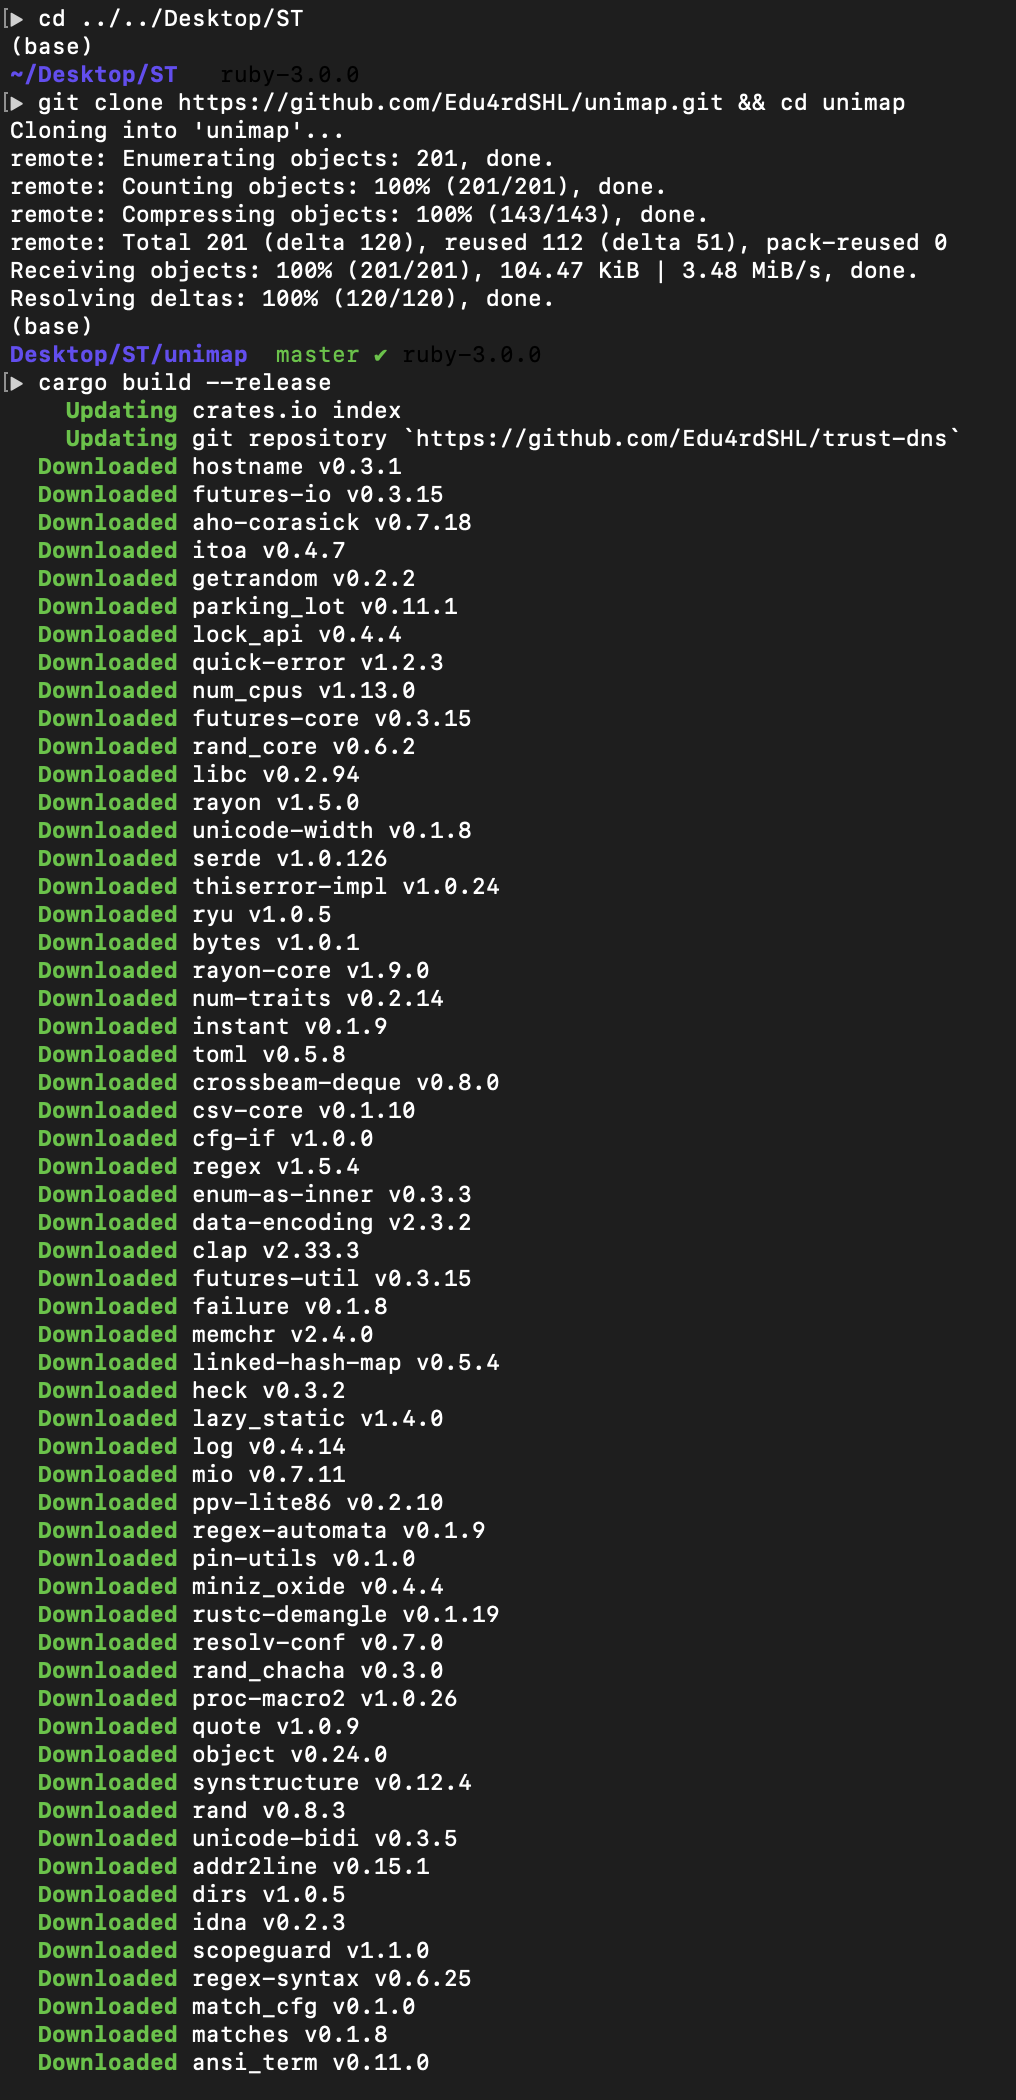 cd ../../Desktop/ST
(base)
~/Desktop/ST ruby-3.0.0
git clone https://github.com/Edu4rdSHL/unimap.git && cd unimap
Cloning into 'unimap'...
remote: Enumerating objects: 201, done.
remote: Counting objects: 100% (201/201), done.
remote: Compressing objects: 100% (143/143), done.
remote: Total 201 (delta 120), reused 112 (delta 51), pack-reused 0
Receiving objects: 100% (201/201), 104.47 KiB | 3.48 MiB/s, done.
Resolving deltas: 100% (120/120), done.
(base)
Desktop/ST/unimap master ✔ ruby-3.0.0
cargo build --release
Updating crates.io index
Updating git repository `https://github.com/Edu4rdSHL/trust-dns`
Downloaded hostname v0.3.1
Downloaded futures-io v0.3.15
Downloaded aho-corasick v0.7.18
Downloaded itoa v0.4.7
Downloaded getrandom v0.2.2
Downloaded parking_lot v0.11.1
Downloaded lock_api v0.4.4
Downloaded quick-error v1.2.3
Downloaded num_cpus v1.13.0
Downloaded futures-core v0.3.15
Downloaded rand_core v0.6.2
Downloaded libc v0.2.94
Downloaded rayon v1.5.0
Downloaded unicode-width v0.1.8
Downloaded serde v1.0.126
Downloaded thiserror-impl v1.0.24
Downloaded ryu v1.0.5
Downloaded bytes v1.0.1
Downloaded rayon-core v1.9.0
Downloaded num-traits v0.2.14
Downloaded instant v0.1.9
Downloaded toml v0.5.8
Downloaded crossbeam-deque v0.8.0
Downloaded csv-core v0.1.10
Downloaded cfg-if v1.0.0
Downloaded regex v1.5.4
Downloaded enum-as-inner v0.3.3
Downloaded data-encoding v2.3.2
Downloaded clap v2.33.3
Downloaded futures-util v0.3.15
Downloaded failure v0.1.8
Downloaded memchr v2.4.0
Downloaded linked-hash-map v0.5.4
Downloaded heck v0.3.2
Downloaded lazy_static v1.4.0
Downloaded log v0.4.14
Downloaded mio v0.7.11
Downloaded ppv-lite86 v0.2.10
Downloaded regex-automata v0.1.9
Downloaded pin-utils v0.1.0
Downloaded miniz_oxide v0.4.4
Downloaded rustc-demangle v0.1.19
Downloaded resolv-conf v0.7.0
Downloaded rand_chacha v0.3.0
Downloaded proc-macro2 v1.0.26
Downloaded quote v1.0.9
Downloaded object v0.24.0
Downloaded synstructure v0.12.4
Downloaded rand v0.8.3
Downloaded unicode-bidi v0.3.5
Downloaded addr2line v0.15.1
Downloaded dirs v1.0.5
Downloaded idna v0.2.3
Downloaded scopeguard v1.1.0
Downloaded regex-syntax v0.6.25
Downloaded match_cfg v0.1.0
Downloaded matches v0.1.8
Downloaded ansi_term v0.11.0